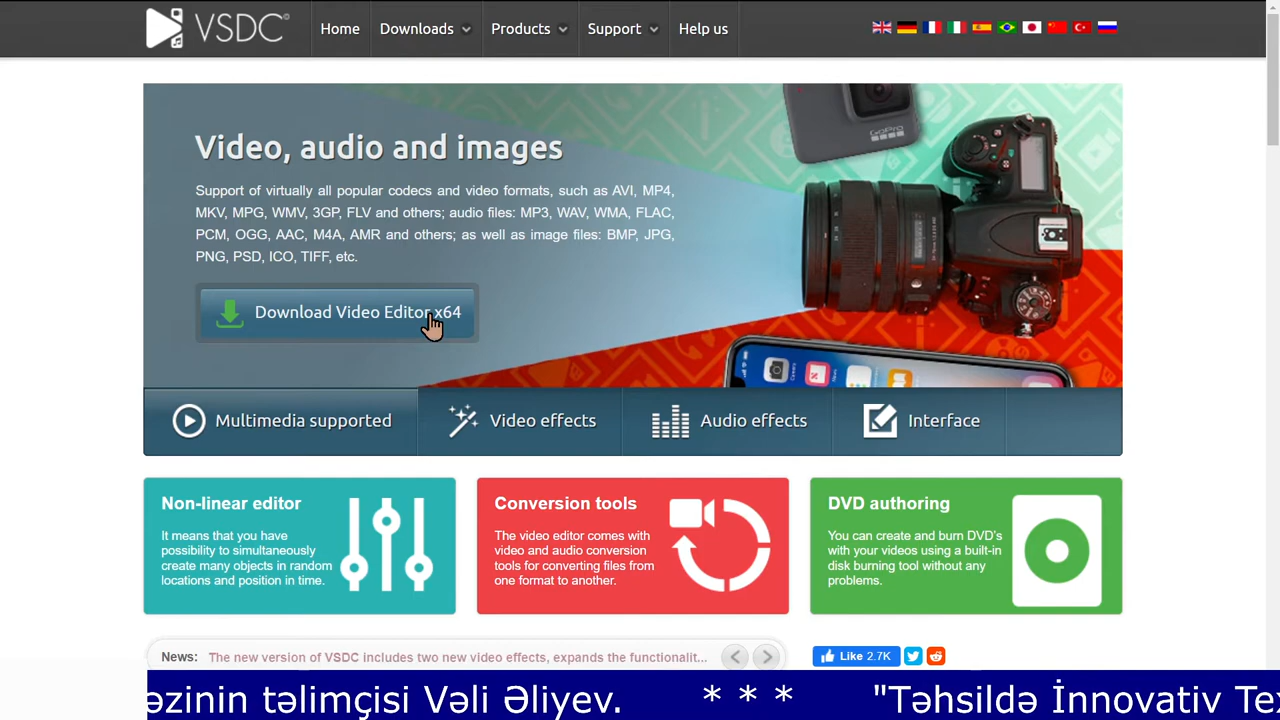 VSDC
Home Downloads Products Support Help us
GoPro
Video, audio and images
Support of virtually all popular codecs and video formats, such as AVI, MP4,
MKV, MPG, WMV, 3GP, FLV and others; audio files: MP3, WAV, WMA, FLAC,
PCM, OGG, AAC, M4A, AMR and others; as well as image files: BMP, JPG,
PNG, PSD, ICO, TIFF, etc.
Download Video Editor x64
Multimedia supported Video effects Audio effects Interface
Non-linear editor
It means that you have
possibility to simultaneously
create many objects in random
locations and position in time.
Conversion tools
The video editor comes with
video and audio conversion
tools for converting files from
one format to another.
DVD authoring
You can create and burn DVD's
with your videos using a built-in
disk burning tool without any
problems.
News: The new version of VSDC includes two new video effects, expands the functionalit...
Like 2.7K
əzinin təlimçisi Vəli Əliyev. * * * "Təhsildə İnnovativ Tex